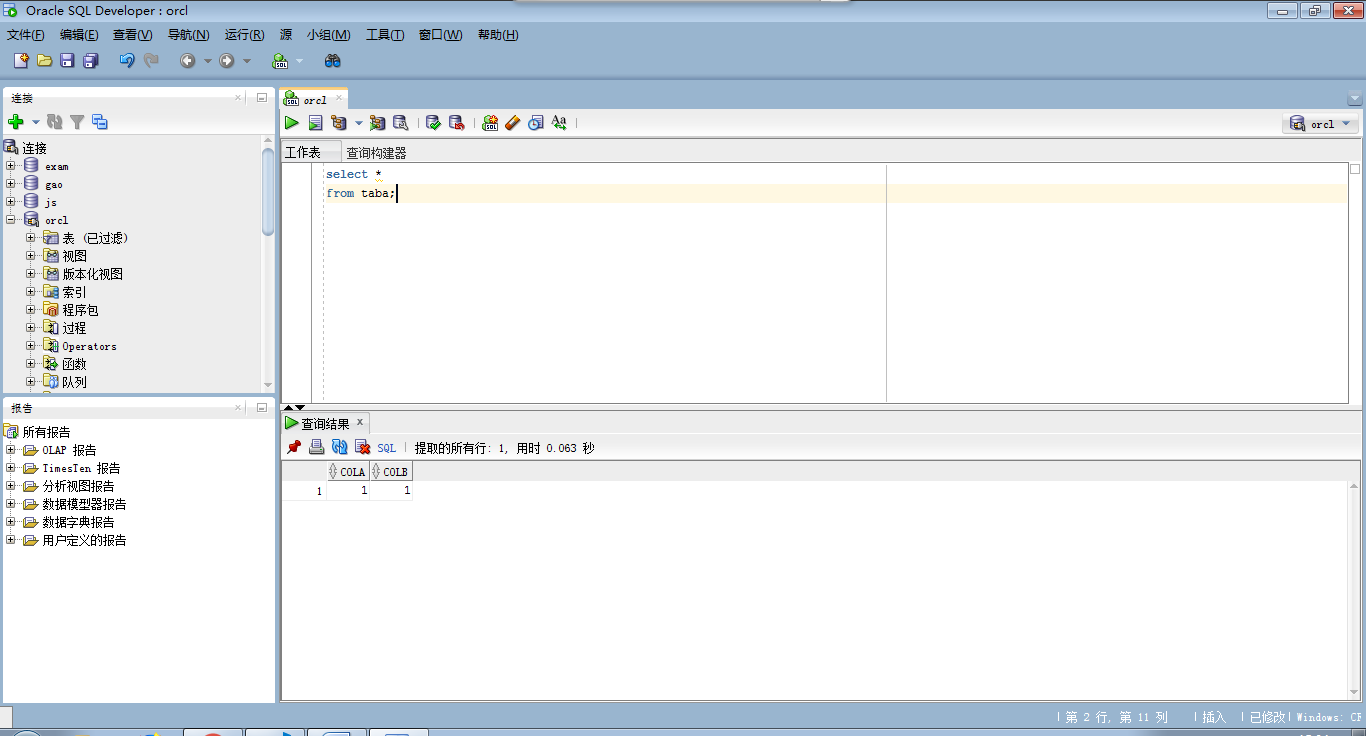 Oracle SQL Developer : orcl
文件(F) 编辑(E) 查看(V) 导航(N) 运行(R) 源 小组(M) 工具(T) 窗口(W) 帮助(H)
连接
连接
exam
gao
js
orcl
表 (已过滤)
视图
版本化视图
索引
程序包
过程
Operators
函数
队列
报告
所有报告
OLAP 报告
TimesTen 报告
分析视图报告
数据模型器报告
数据字典报告
用户定义的报告
orcl
orcl
工作表 查询构建器
select *
from taba;
查询结果
SQL 提取的所有行: 1, 用时 0.063 秒
COLA COLB
1 1 1
第 2 行, 第 11 列 插入 已修改 Windows: CF